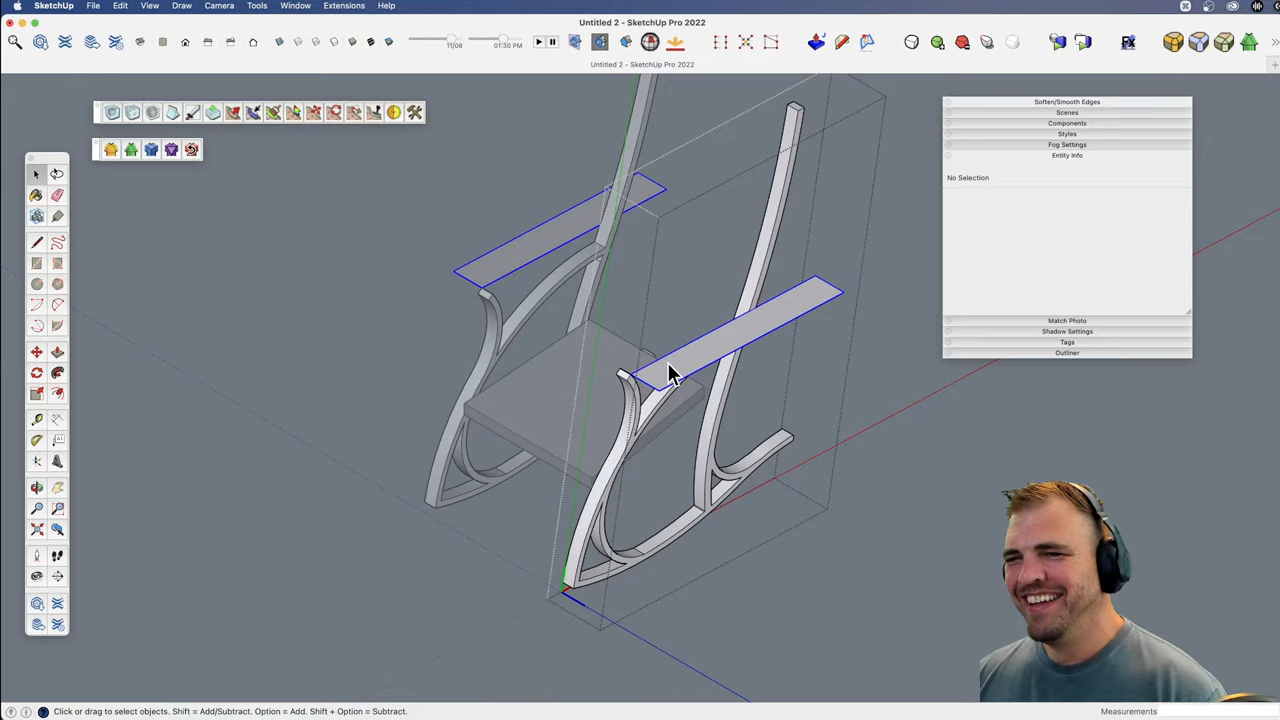 SketchUp File Edit View Draw Camera Tools Window Extensions Help
Untitled 2 - SketchUp Pro 2022
11/08 01:30 PM
Untitled 2 - SketchUp Pro 2022
Soften/Smooth Edges
Scenes
Components
Styles
Fog Settings
Entity Info
No Selection
Match Photo
Shadow Settings
Tags
Outliner
Click or drag to select objects. Shift = Add/Subtract. Option = Add. Shift + Option = Subtract.
Measurements